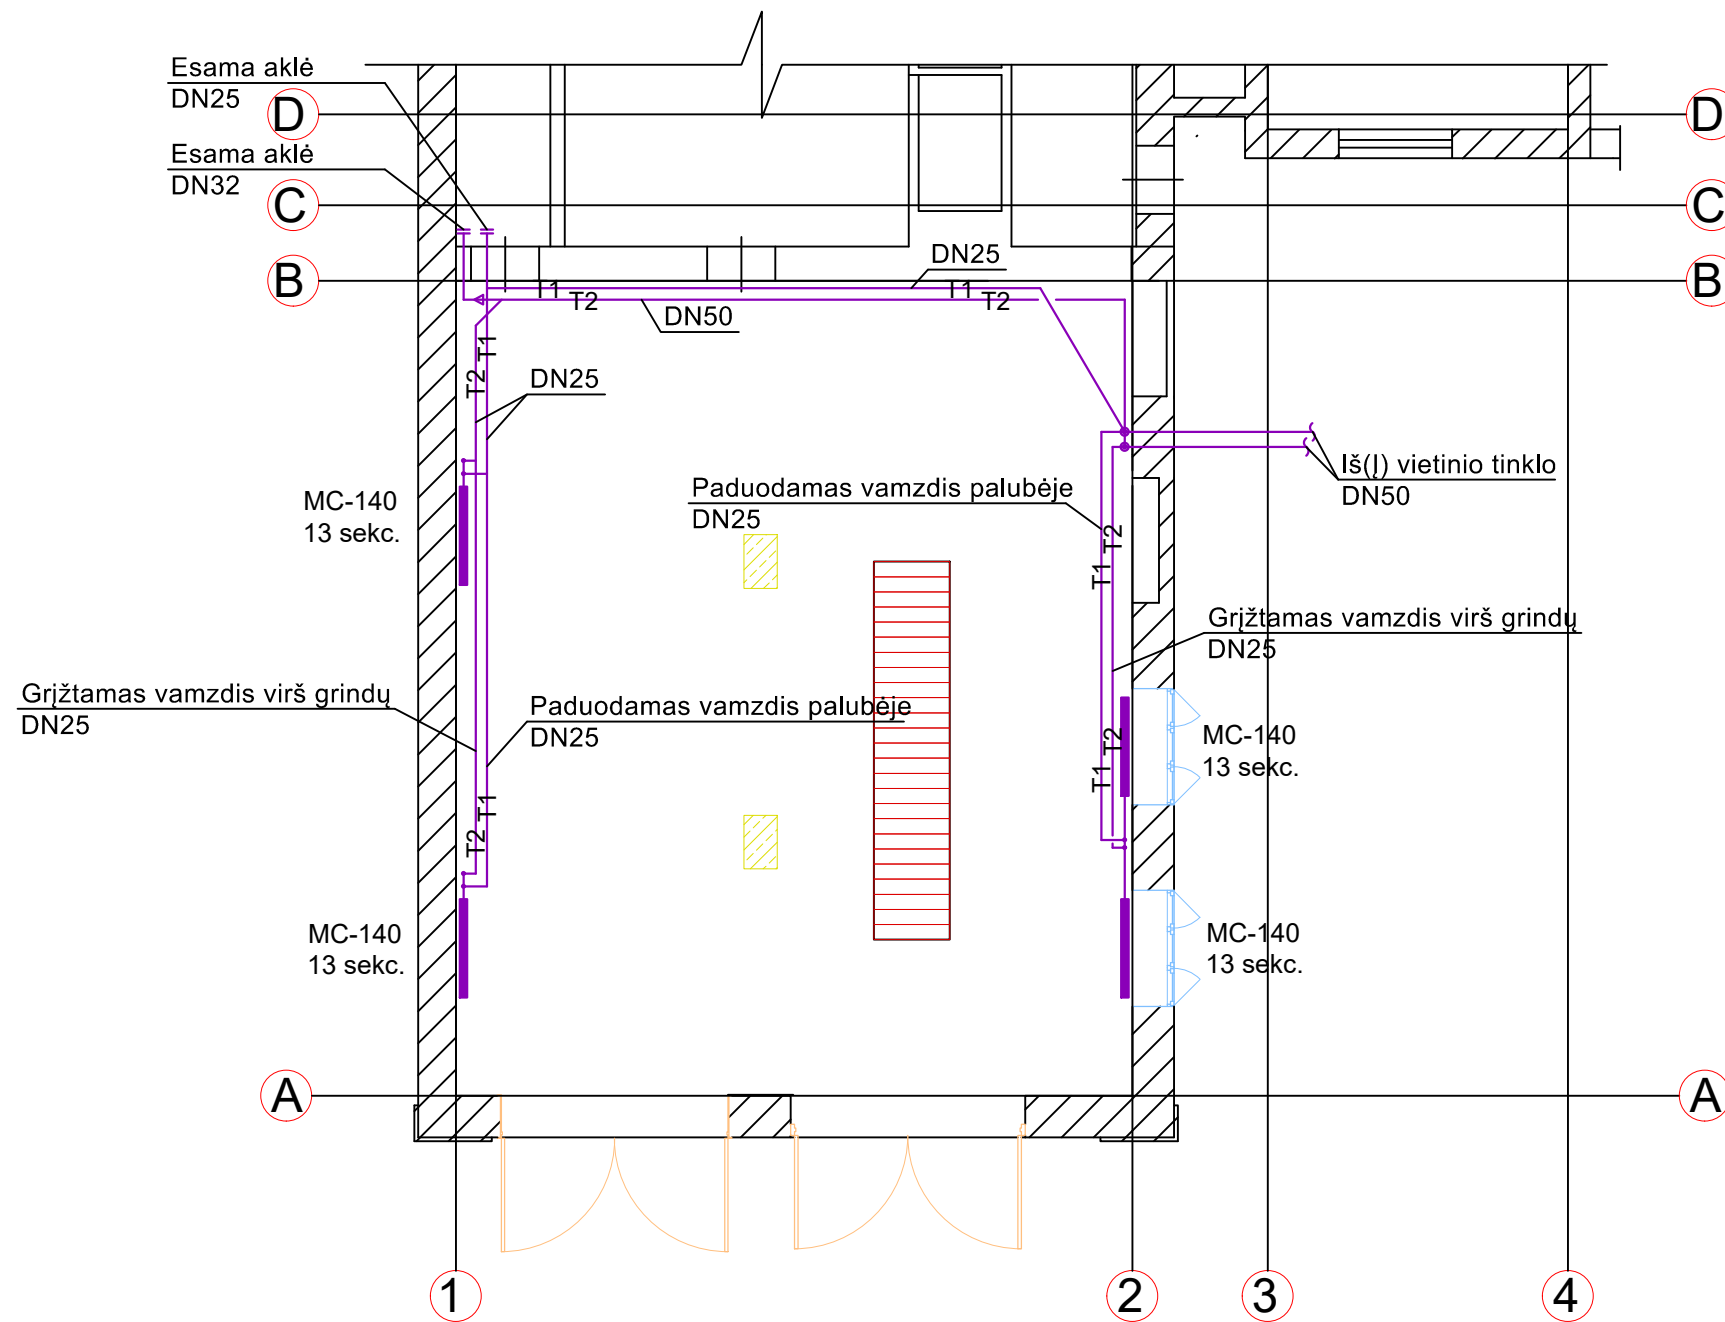 Esama aklė
DN25
D
D
Esama aklė
DN32
C
C
DN25
B
T1
T2
T1
T2
B
DN50
T1
T2
DN25
Iš(Į) vietinio tinklo
DN50
MC-140
13 sekc.
Paduodamas vamzdis palubėje
DN25
T2
T1
Grįžtamas vamzdis virš grindų
DN25
Grįžtamas vamzdis virš grindų
DN25
Paduodamas vamzdis palubėje
DN25
T2
T1
MC-140
13 sekc.
T1
T2
MC-140
13 sekc.
MC-140
13 sekc.
A
A
1
2
3
4